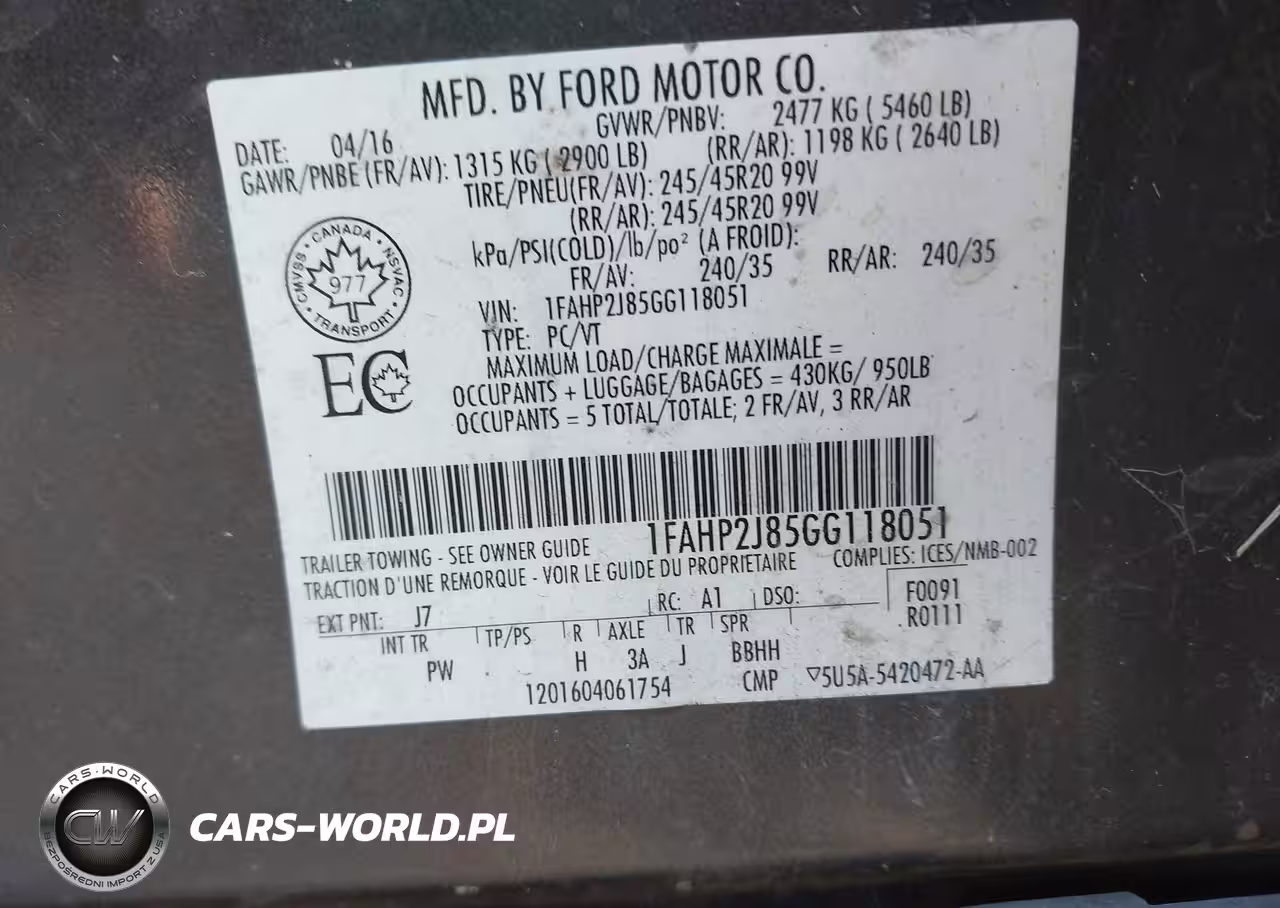 MFD. BY FORD MOTOR CO.
DATE: 04/16 GVWR/PNBV: 2477 KG ( 5460 LB)
GAWR/PNBE (FR/AV): 1315 KG ( 2900 LB) (RR/AR): 1198 KG ( 2640 LB)
TIRE/PNEU(FR/AV): 245/45R20 99V
(RR/AR): 245/45R20 99V
kPa/PSI(COLD)/lb/po² (A FROID):
FR/AV: 240/35 RR/AR: 240/35
VIN: 1FAHP2J85GG118051
TYPE: PC/VT
MAXIMUM LOAD/CHARGE MAXIMALE =
OCCUPANTS + LUGGAGE/BAGAGES = 430KG/ 950LB
OCCUPANTS = 5 TOTAL/TOTALE; 2 FR/AV, 3 RR/AR
CANADA
CMVSS · NSVAC
977
TRANSPORT
EC
1FAHP2J85GG118051
TRAILER TOWING - SEE OWNER GUIDE COMPLIES: ICES/NMB-002
TRACTION D'UNE REMORQUE - VOIR LE GUIDE DU PROPRIETAIRE
EXT PNT: J7 RC: A1 DSO: F0091
R0111
INT TR TP/PS R AXLE TR SPR
PW H 3A J BBHH
1201604061754 CMP ▽5U5A-5420472-AA
CARS-WORLD
CW
BEZPOŚREDNI IMPORT Z USA
CARS-WORLD.PL